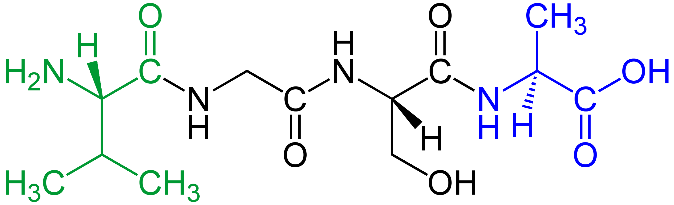 O H O CH₃
H₂N H N O OH
N H O H N H H O
H₃C CH₃ OH